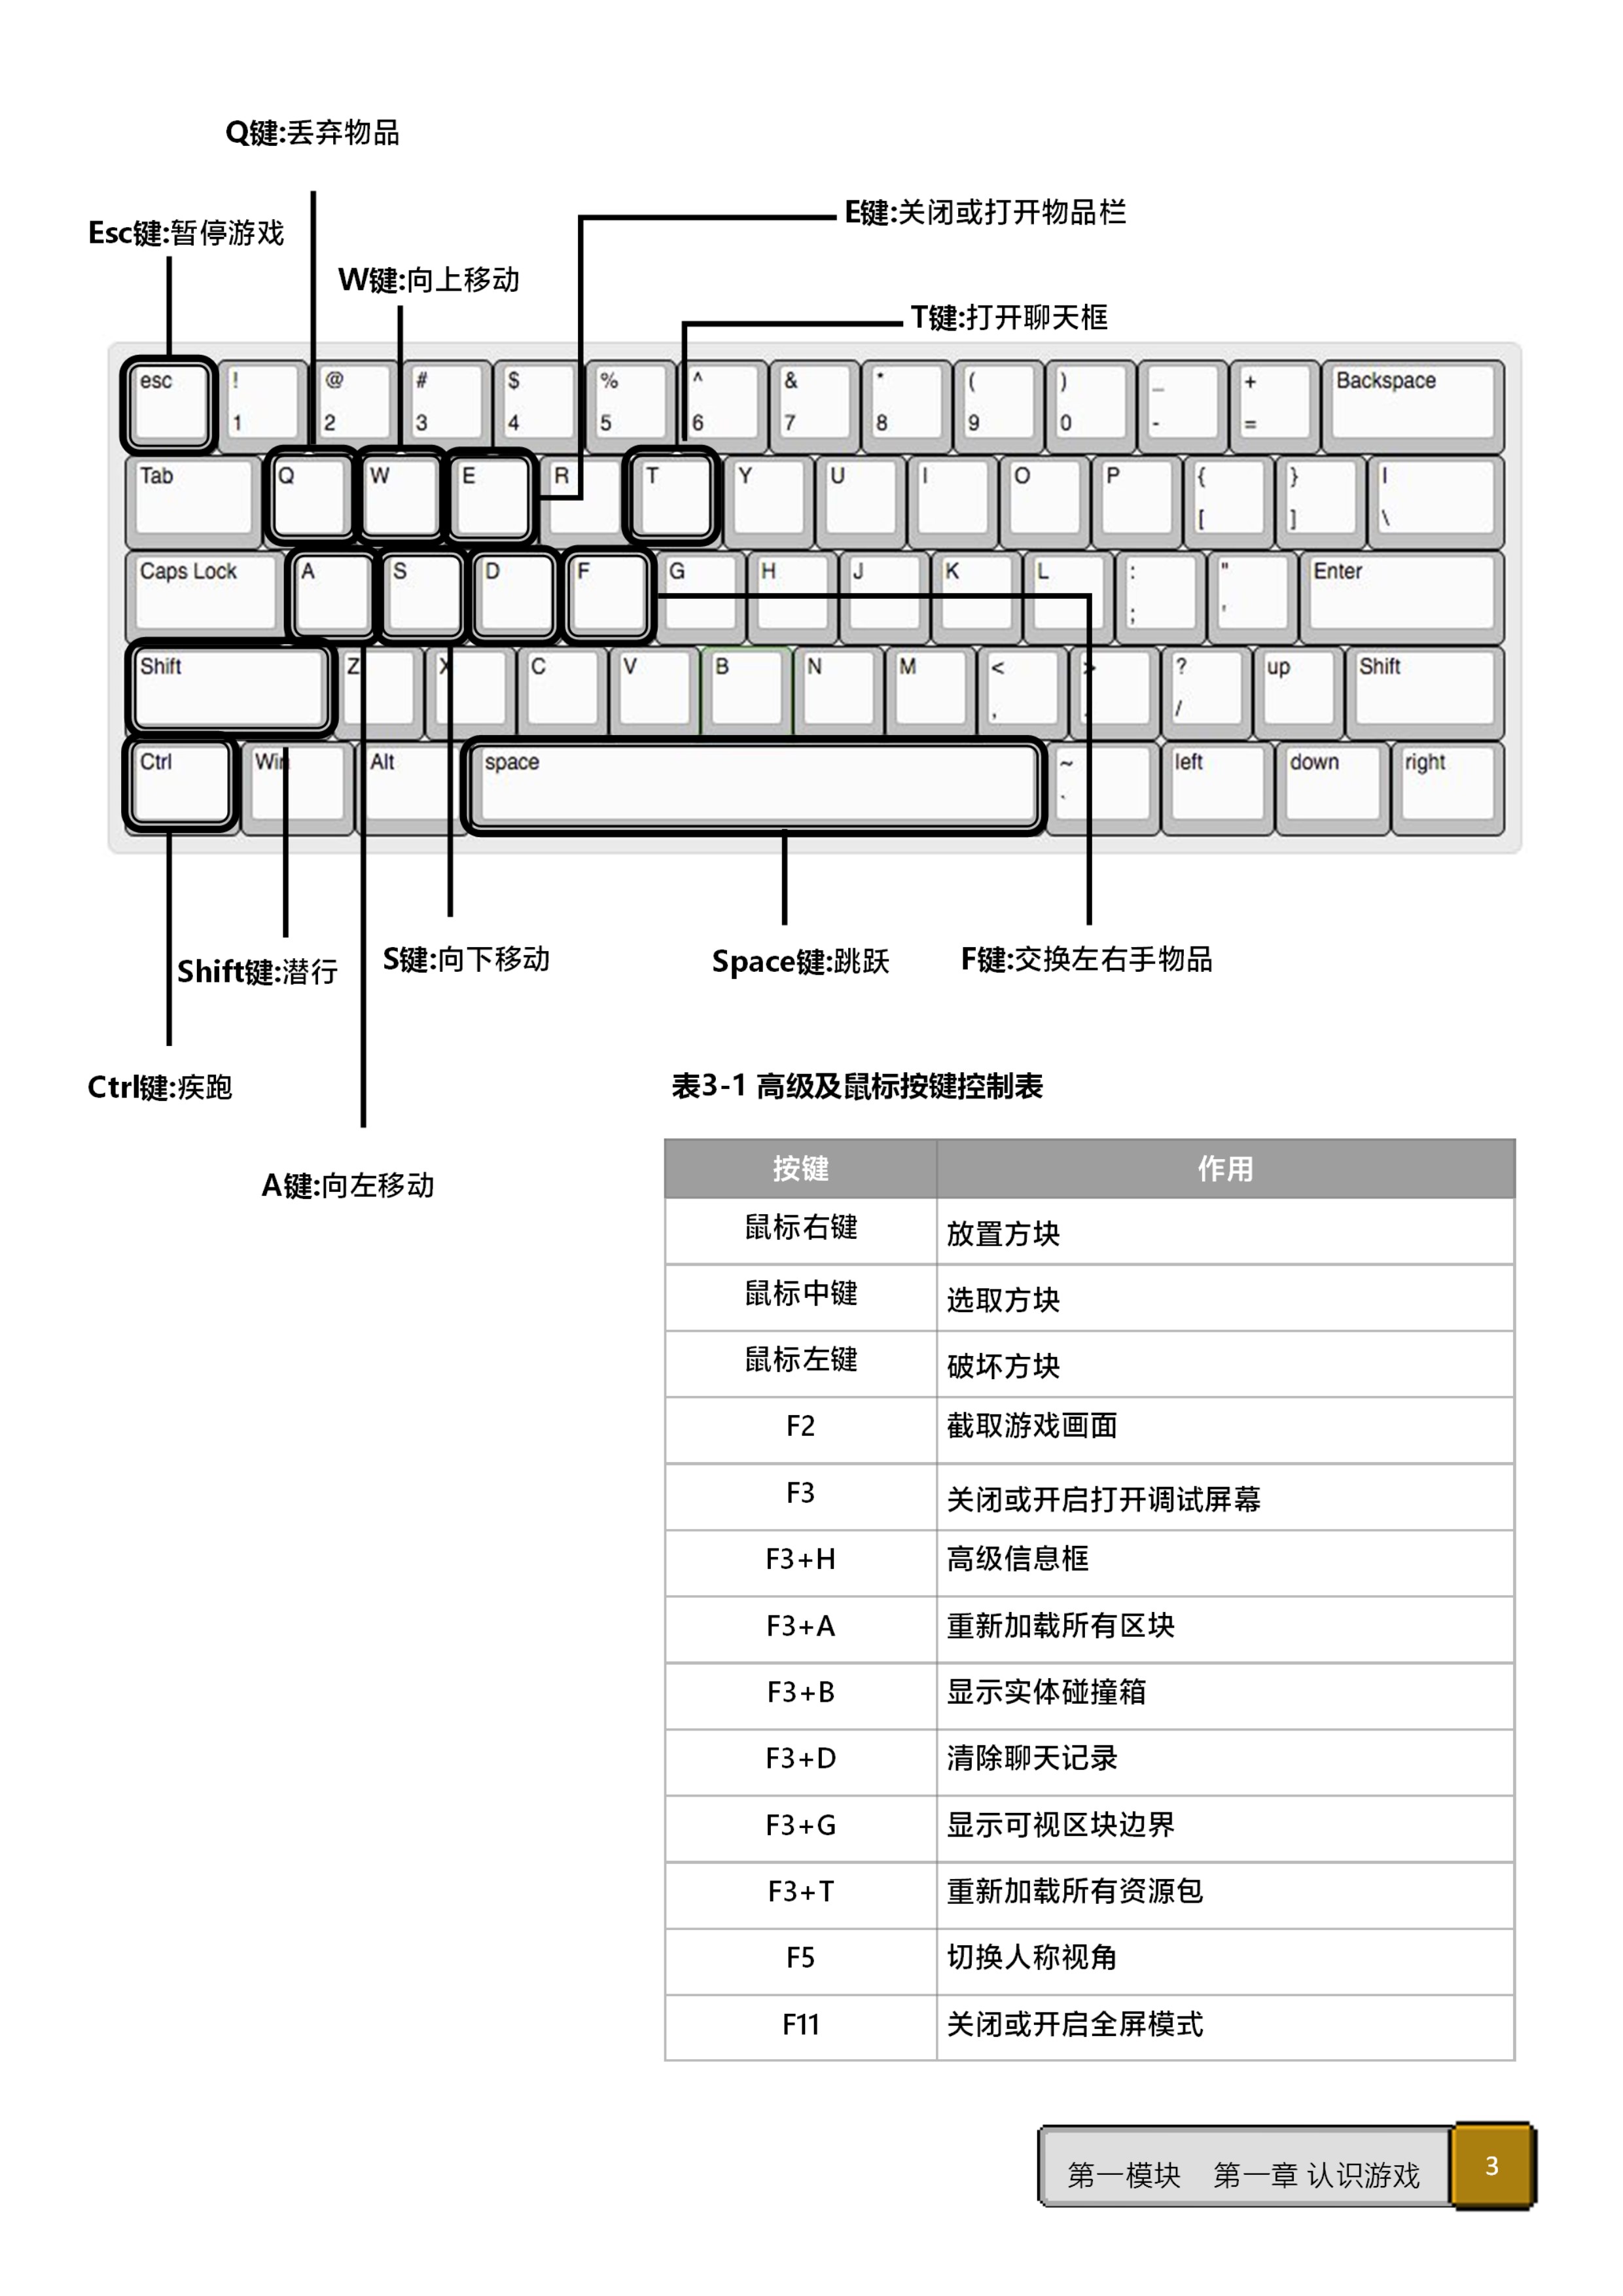 Q键:丢弃物品
E键:关闭或打开物品栏
Esc键:暂停游戏
W键:向上移动
T键:打开聊天框
esc ! 1 @ 2 # 3 $ 4 % 5 ^ 6 & 7 * 8 ( 9 ) 0 _ - + = Backspace
Tab Q W E R T Y U I O P { [ } ] | \
Caps Lock A S D F G H J K L : ; " ' Enter
Shift Z X C V B N M < , > . ? / up Shift
Ctrl Win Alt space ~ ` left down right
Shift键:潜行
S键:向下移动
Space键:跳跃
F键:交换左右手物品
Ctrl键:疾跑
A键:向左移动
表3-1 高级及鼠标按键控制表
按键 作用
鼠标右键 放置方块
鼠标中键 选取方块
鼠标左键 破坏方块
F2 截取游戏画面
F3 关闭或开启打开调试屏幕
F3+H 高级信息框
F3+A 重新加载所有区块
F3+B 显示实体碰撞箱
F3+D 清除聊天记录
F3+G 显示可视区块边界
F3+T 重新加载所有资源包
F5 切换人称视角
F11 关闭或开启全屏模式
第一模块 第一章 认识游戏 3